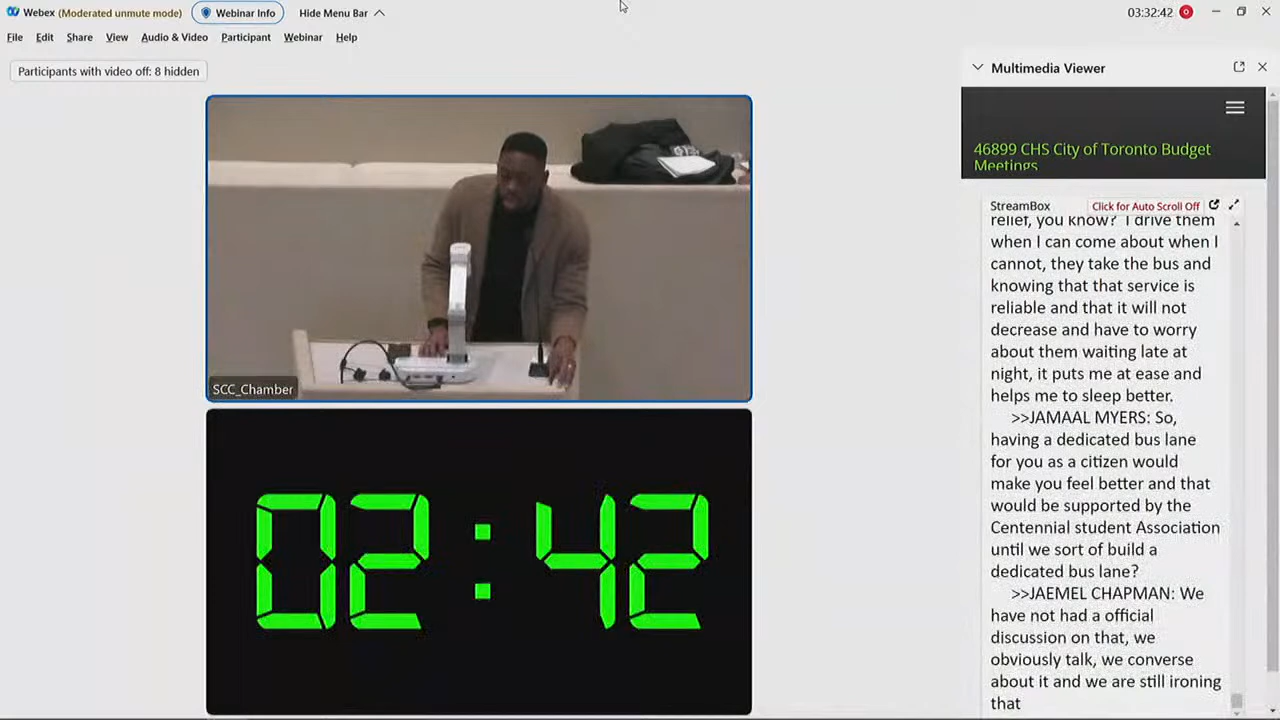 Webex (Moderated unmute mode) Webinar Info Hide Menu Bar 03:32:42
File Edit Share View Audio & Video Participant Webinar Help
Participants with video off: 8 hidden
SCC_Chamber
02:42
Multimedia Viewer
46899 CHS City of Toronto Budget
Meetings
StreamBox Click for Auto Scroll Off
relief, you know? I drive them
when I can come about when I
cannot, they take the bus and
knowing that that service is
reliable and that it will not
decrease and have to worry
about them waiting late at
night, it puts me at ease and
helps me to sleep better.
>>JAMAAL MYERS: So,
having a dedicated bus lane
for you as a citizen would
make you feel better and that
would be supported by the
Centennial student Association
until we sort of build a
dedicated bus lane?
>>JAEMEL CHAPMAN: We
have not had a official
discussion on that, we
obviously talk, we converse
about it and we are still ironing
that